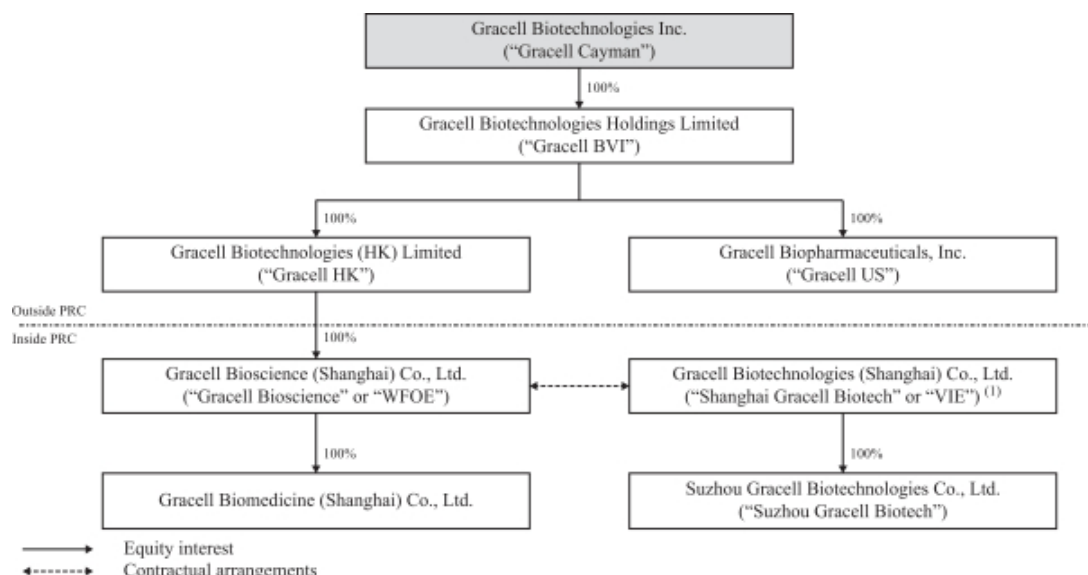 Gracell Biotechnologies Inc.
(“Gracell Cayman”)
100%
Gracell Biotechnologies Holdings Limited
(“Gracell BVI”)
100%
100%
Gracell Biotechnologies (HK) Limited
(“Gracell HK”)
Gracell Biopharmaceuticals, Inc.
(“Gracell US”)
Outside PRC
Inside PRC
100%
Gracell Bioscience (Shanghai) Co., Ltd.
(“Gracell Bioscience” or “WFOE”)
Gracell Biotechnologies (Shanghai) Co., Ltd.
(“Shanghai Gracell Biotech” or “VIE”) (1)
100%
100%
Gracell Biomedicine (Shanghai) Co., Ltd.
Suzhou Gracell Biotechnologies Co., Ltd.
(“Suzhou Gracell Biotech”)
Equity interest
Contractual arrangements